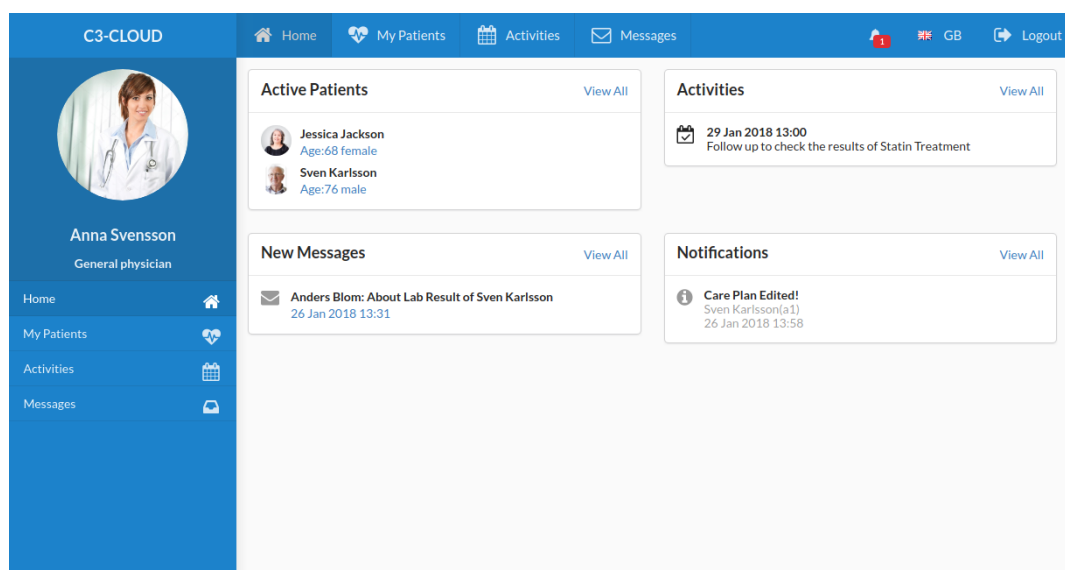 C3-CLOUD
Home
My Patients
Activities
Messages
1
GB
Logout
Anna Svensson
General physician
Home
My Patients
Activities
Messages
Active Patients
View All
Jessica Jackson
Age:68 female
Sven Karlsson
Age:76 male
Activities
View All
29 Jan 2018 13:00
Follow up to check the results of Statin Treatment
New Messages
View All
Anders Blom: About Lab Result of Sven Karlsson
26 Jan 2018 13:31
Notifications
View All
Care Plan Edited!
Sven Karlsson(a1)
26 Jan 2018 13:58